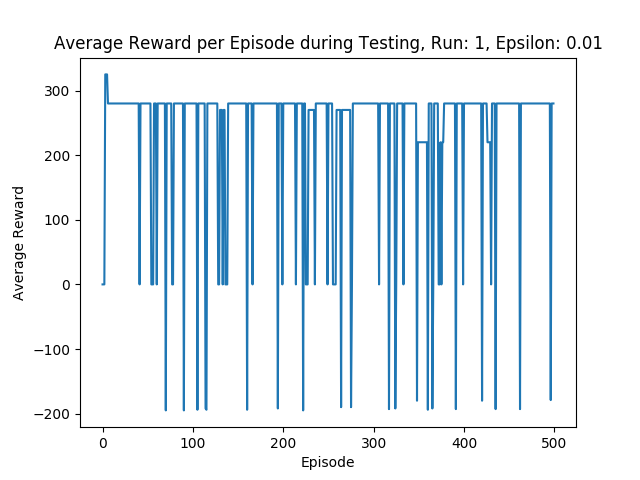 Average Reward per Episode during Testing, Run: 1, Epsilon: 0.01
300
200
100
0
−100
−200
Average Reward
0 100 200 300 400 500
Episode